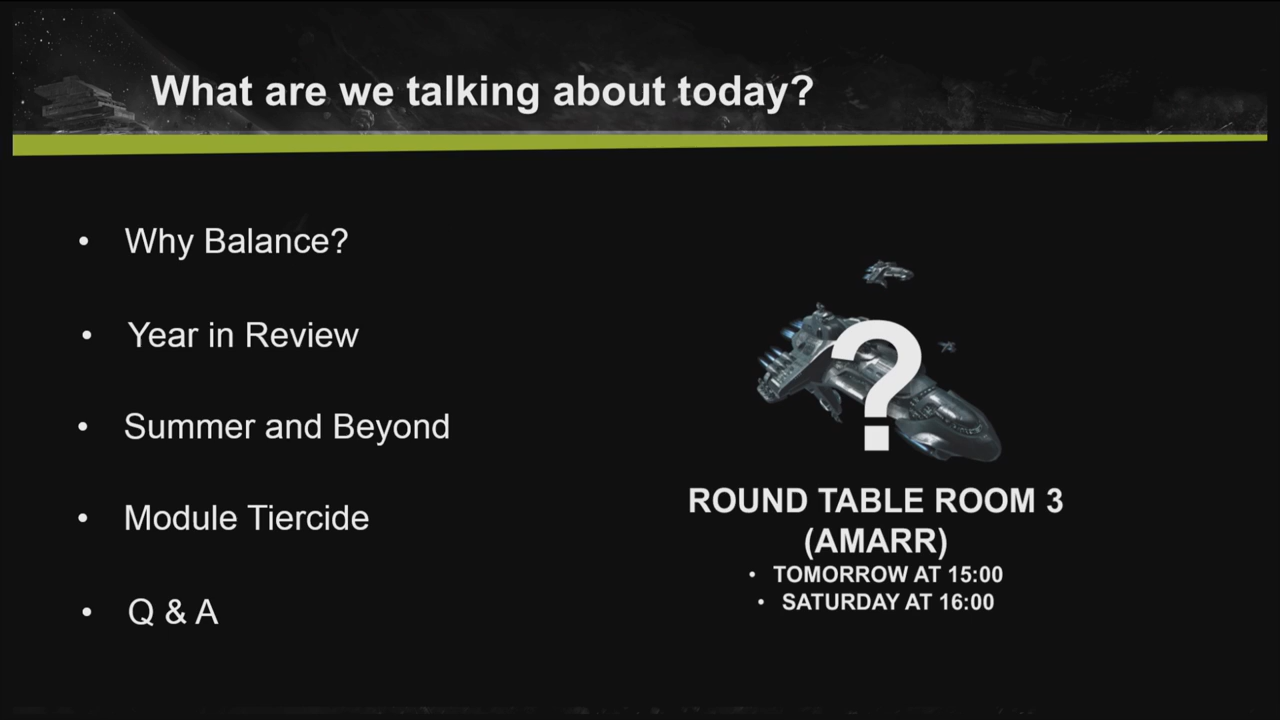 What are we talking about today?
• Why Balance?
• Year in Review
• Summer and Beyond
• Module Tiercide
• Q & A
?
ROUND TABLE ROOM 3
(AMARR)
• TOMORROW AT 15:00
• SATURDAY AT 16:00